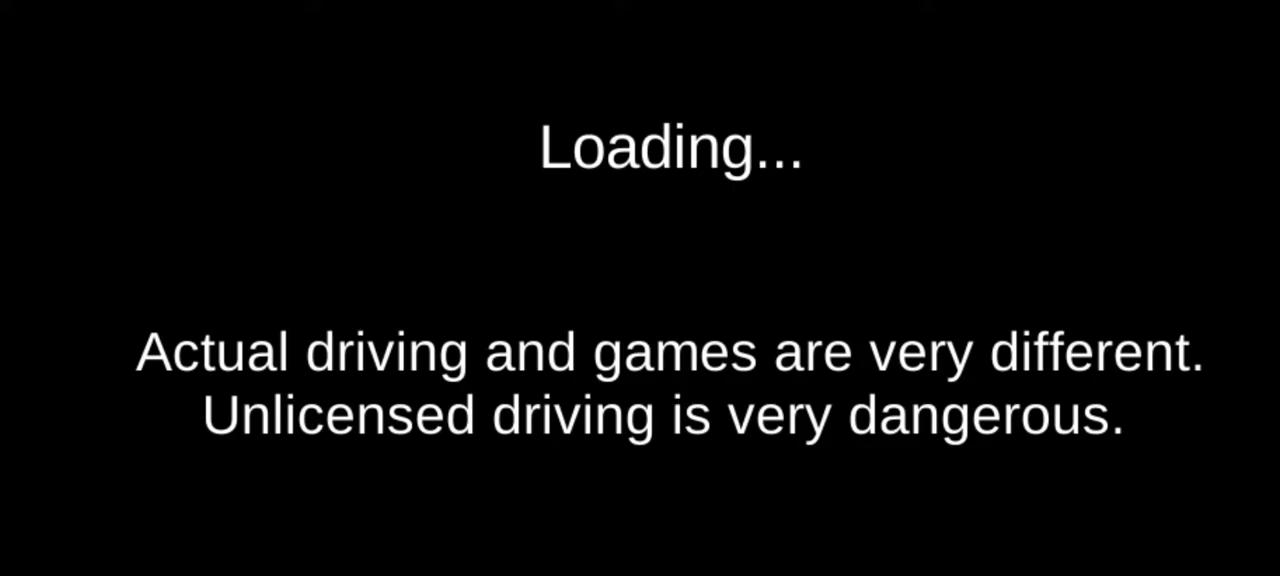 Loading...
Actual driving and games are very different.
Unlicensed driving is very dangerous.